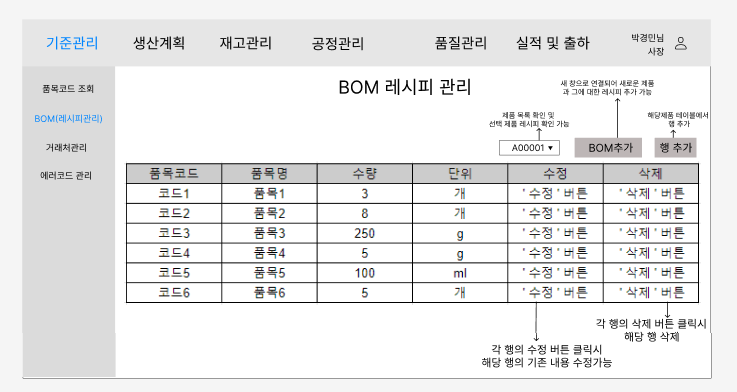 기준관리 생산계획 재고관리 공정관리 품질관리 실적 및 출하 박경민님
사장
품목코드 조회
BOM(레시피관리)
거래처관리
에러코드 관리
BOM 레시피 관리
새 창으로 연결되어 새로운 제품
과 그에 대한 레시피 추가 가능
제품 목록 확인 및
선택 제품 레시피 확인 가능
해당제품 테이블에서
행 추가
A00001 ▼ BOM추가 행 추가
품목코드 품목명 수량 단위 수정 삭제
코드1 품목1 3 개 ' 수정 ' 버튼 ' 삭제 ' 버튼
코드2 품목2 8 개 ' 수정 ' 버튼 ' 삭제 ' 버튼
코드3 품목3 250 g ' 수정 ' 버튼 ' 삭제 ' 버튼
코드4 품목4 5 g ' 수정 ' 버튼 ' 삭제 ' 버튼
코드5 품목5 100 ml ' 수정 ' 버튼 ' 삭제 ' 버튼
코드6 품목6 5 개 ' 수정 ' 버튼 ' 삭제 ' 버튼
각 행의 삭제 버튼 클릭시
해당 행 삭제
각 행의 수정 버튼 클릭시
해당 행의 기존 내용 수정가능